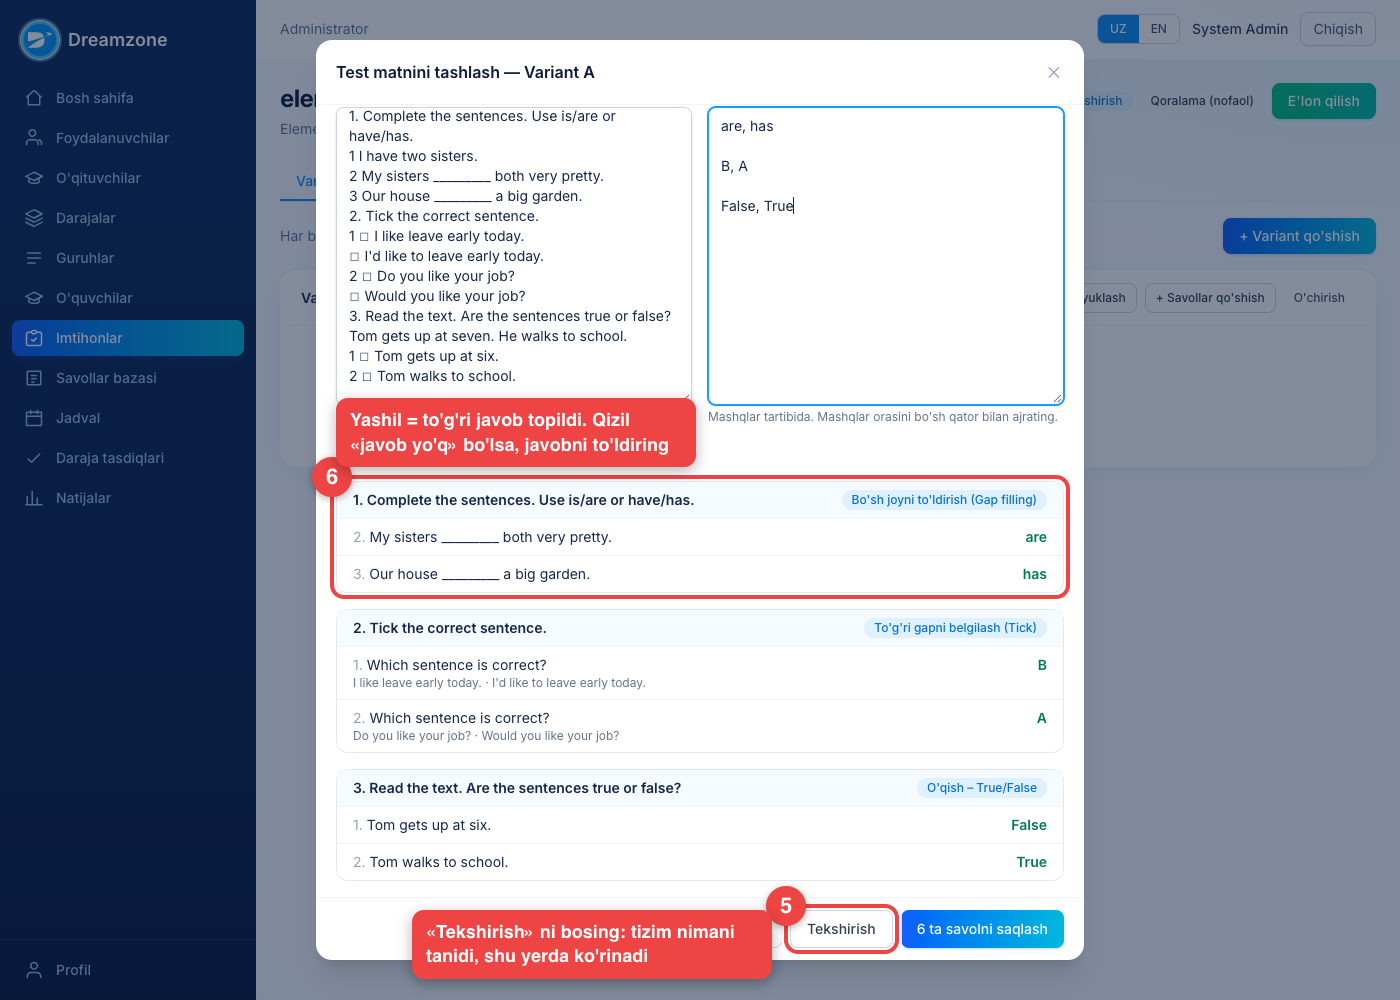 Dreamzone
Bosh sahifa
Foydalanuvchilar
O'qituvchilar
Darajalar
Guruhlar
O'quvchilar
Imtihonlar
Savollar bazasi
Jadval
Daraja tasdiqlari
Natijalar
Profil
Administrator
UZ
EN
System Admin
Chiqish
Qoralama (nofaol)
E'lon qilish
+ Variant qo'shish
+ Savollar qo'shish
O'chirish
Test matnini tashlash — Variant A
1. Complete the sentences. Use is/are or
have/has.
1 I have two sisters.
2 My sisters _________ both very pretty.
3 Our house _________ a big garden.
2. Tick the correct sentence.
1 □ I like leave early today.
□ I'd like to leave early today.
2 □ Do you like your job?
□ Would you like your job?
3. Read the text. Are the sentences true or false?
Tom gets up at seven. He walks to school.
1 □ Tom gets up at six.
2 □ Tom walks to school.
are, has
B, A
False, True
Mashqlar tartibida. Mashqlar orasini bo'sh qator bilan ajrating.
Yashil = to'g'ri javob topildi. Qizil
«javob yo'q» bo'lsa, javobni to'ldiring
6
1. Complete the sentences. Use is/are or have/has.
Bo'sh joyni to'ldirish (Gap filling)
2. My sisters _________ both very pretty.
are
3. Our house _________ a big garden.
has
2. Tick the correct sentence.
To'g'ri gapni belgilash (Tick)
1. Which sentence is correct?
B
I like leave early today. · I'd like to leave early today.
2. Which sentence is correct?
A
Do you like your job? · Would you like your job?
3. Read the text. Are the sentences true or false?
O'qish – True/False
1. Tom gets up at six.
False
2. Tom walks to school.
True
5
«Tekshirish» ni bosing: tizim nimani
tanidi, shu yerda ko'rinadi
Tekshirish
6 ta savolni saqlash